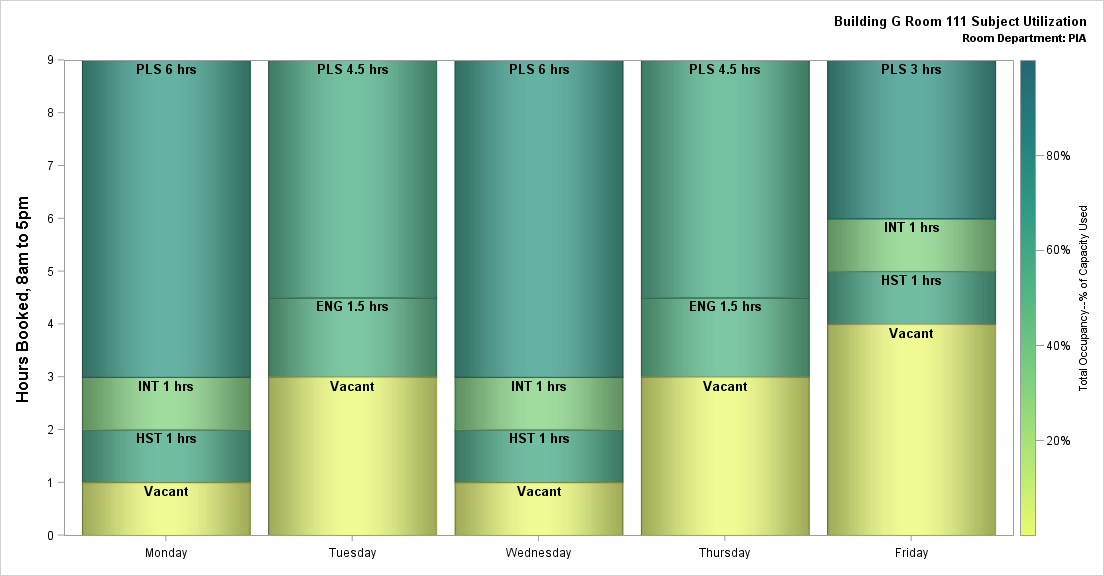 Building G Room 111 Subject Utilization
Room Department: PIA
Hours Booked, 8am to 5pm
9
8
7
6
5
4
3
2
1
0
PLS 6 hrs
INT 1 hrs
HST 1 hrs
Vacant
Monday
PLS 4.5 hrs
ENG 1.5 hrs
Vacant
Tuesday
PLS 6 hrs
INT 1 hrs
HST 1 hrs
Vacant
Wednesday
PLS 4.5 hrs
ENG 1.5 hrs
Vacant
Thursday
PLS 3 hrs
INT 1 hrs
HST 1 hrs
Vacant
Friday
80%
60%
40%
20%
Total Occupancy--% of Capacity Used